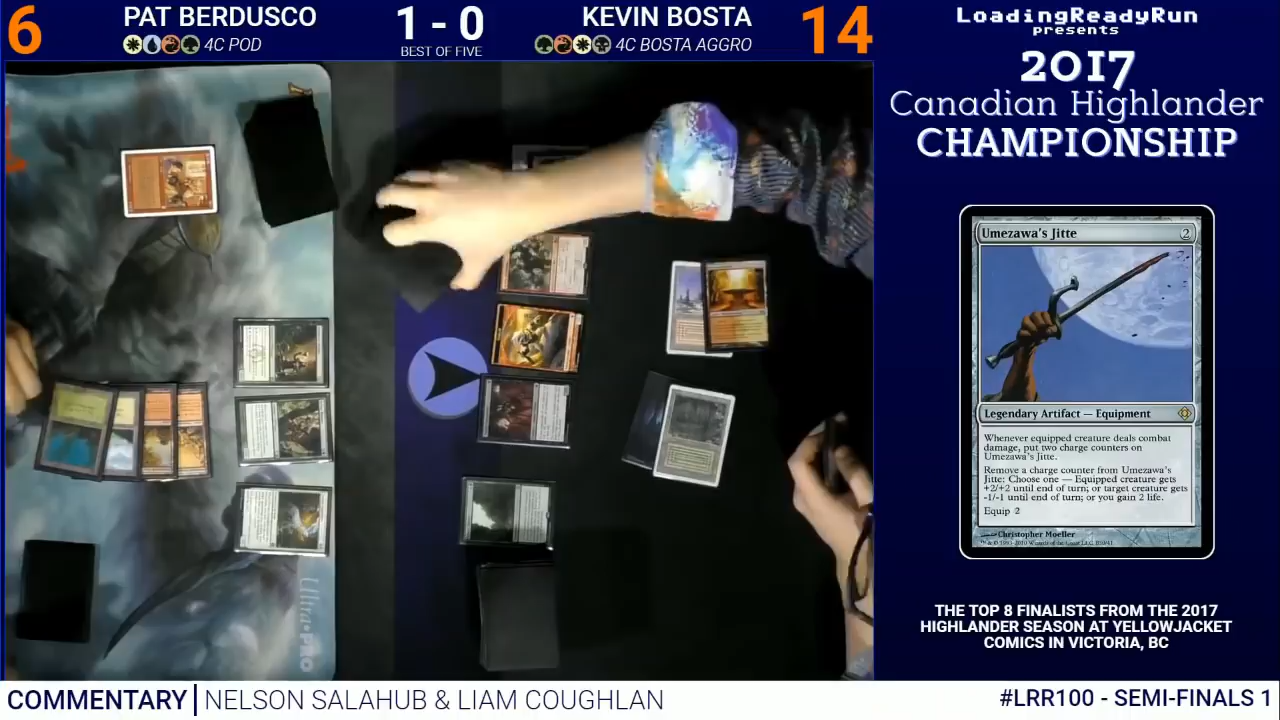 6
PAT BERDUSCO
4C POD
1 - 0
BEST OF FIVE
KEVIN BOSTA
4C BOSTA AGGRO
14
LoadingReadyRun
presents
2017
Canadian Highlander
CHAMPIONSHIP
Umezawa's Jitte 2
Legendary Artifact — Equipment
Whenever equipped creature deals combat
damage, put two charge counters on
Umezawa's Jitte.
Remove a charge counter from Umezawa's
Jitte: Choose one — Equipped creature gets
+2/+2 until end of turn; or target creature gets
-1/-1 until end of turn; or you gain 2 life.
Equip 2
Christopher Moeller
THE TOP 8 FINALISTS FROM THE 2017
HIGHLANDER SEASON AT YELLOWJACKET
COMICS IN VICTORIA, BC
Ultra·PRO
COMMENTARY | NELSON SALAHUB & LIAM COUGHLAN
#LRR100 - SEMI-FINALS 1